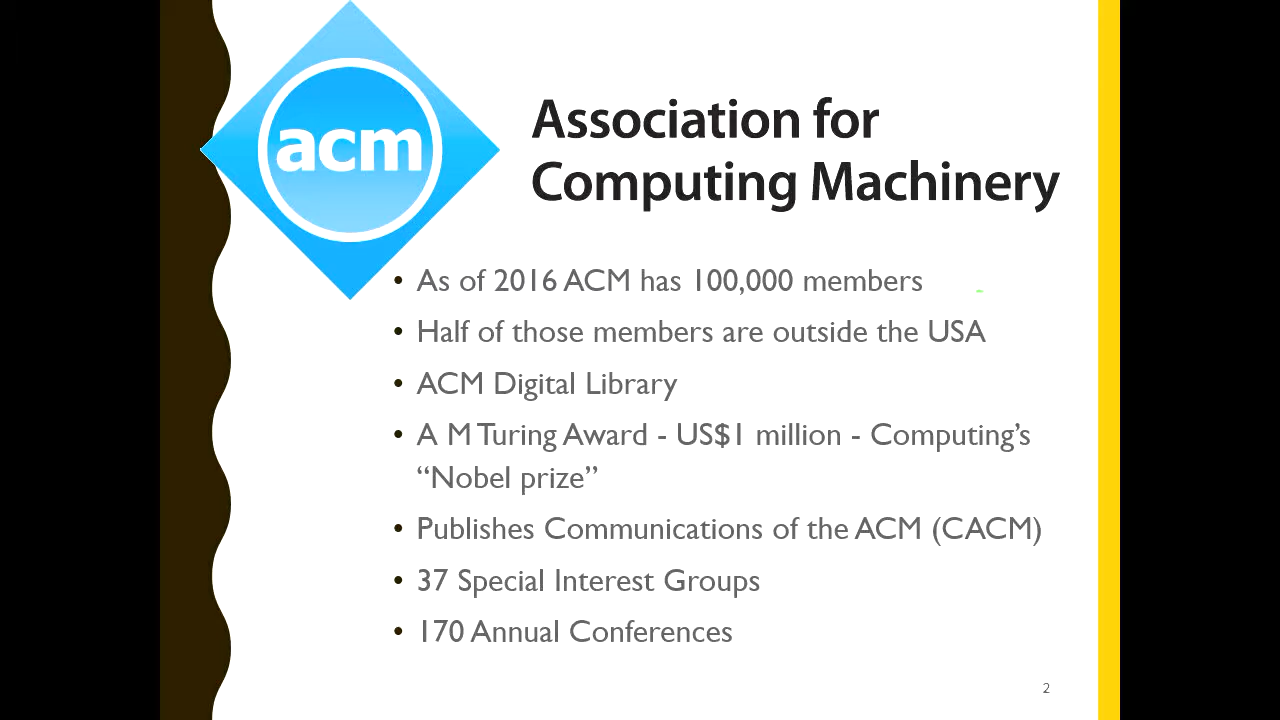 acm
Association for
Computing Machinery
• As of 2016 ACM has 100,000 members
• Half of those members are outside the USA
• ACM Digital Library
• A M Turing Award - US$1 million - Computing’s
“Nobel prize”
• Publishes Communications of the ACM (CACM)
• 37 Special Interest Groups
• 170 Annual Conferences
2